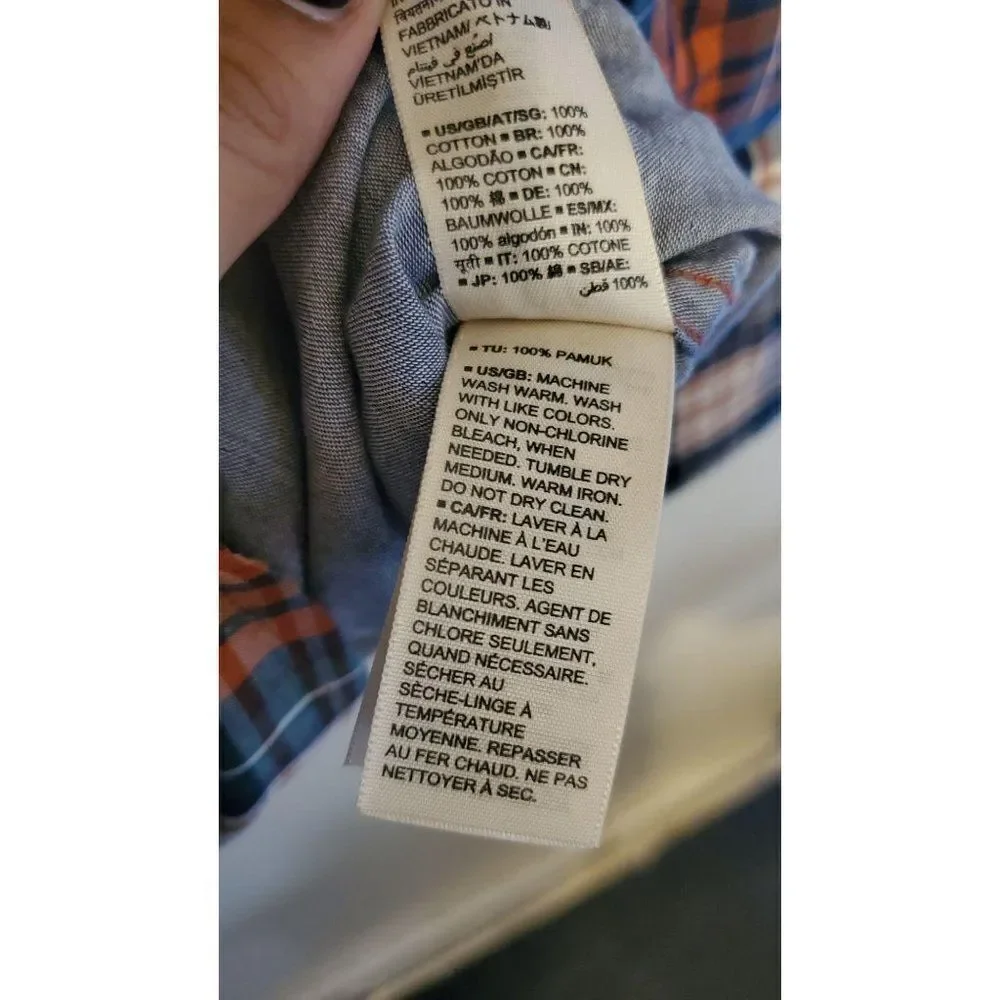 FABBRICATO IN
VIETNAM/ ベトナム製/
اصنع في فيتنام
VIETNAM'DA
ÜRETİLMİŞTİR
▪ US/GB/AT/SG: 100%
COTTON ▪ BR: 100%
ALGODÃO ▪ CA/FR:
100% COTON ▪ CN:
100% 棉 ▪ DE: 100%
BAUMWOLLE ▪ ES/MX:
100% algodón ▪ IN: 100%
सूती ▪ IT: 100% COTONE
▪ JP: 100% 綿 ▪ SB/AE:
100% قطن
▪ TU: 100% PAMUK
▪ US/GB: MACHINE
WASH WARM. WASH
WITH LIKE COLORS.
ONLY NON-CHLORINE
BLEACH, WHEN
NEEDED. TUMBLE DRY
MEDIUM. WARM IRON.
DO NOT DRY CLEAN.
▪ CA/FR: LAVER À LA
MACHINE À L'EAU
CHAUDE. LAVER EN
SÉPARANT LES
COULEURS. AGENT DE
BLANCHIMENT SANS
CHLORE SEULEMENT,
QUAND NÉCESSAIRE.
SÉCHER AU
SÈCHE-LINGE À
TEMPÉRATURE
MOYENNE. REPASSER
AU FER CHAUD. NE PAS
NETTOYER À SEC.